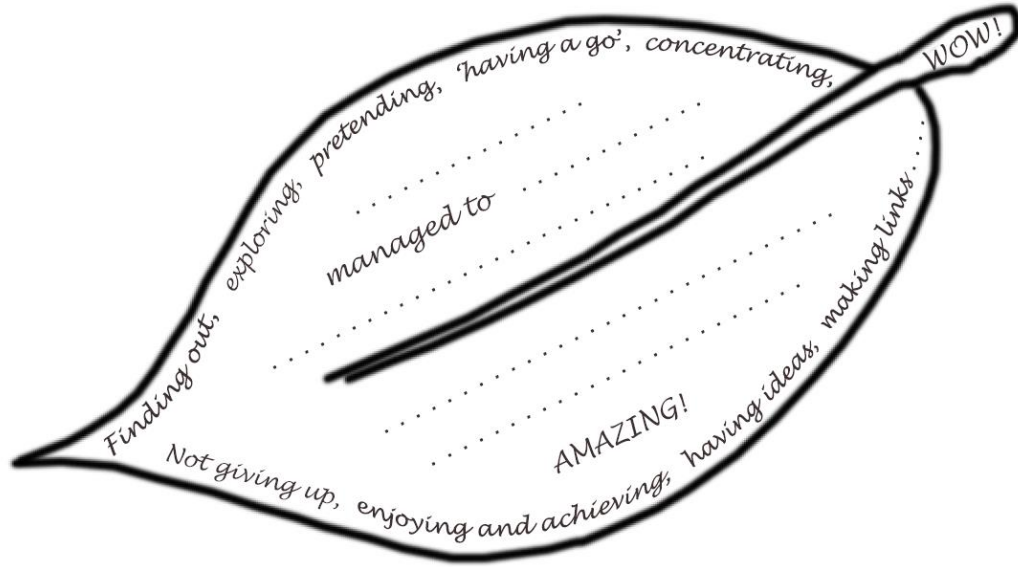 WOW!
Finding out, exploring, pretending, 'having a go', concentrating,
....................
managed to ................
..............................................
..............................................
......................................
AMAZING!
Not giving up, enjoying and achieving, having ideas, making links.....